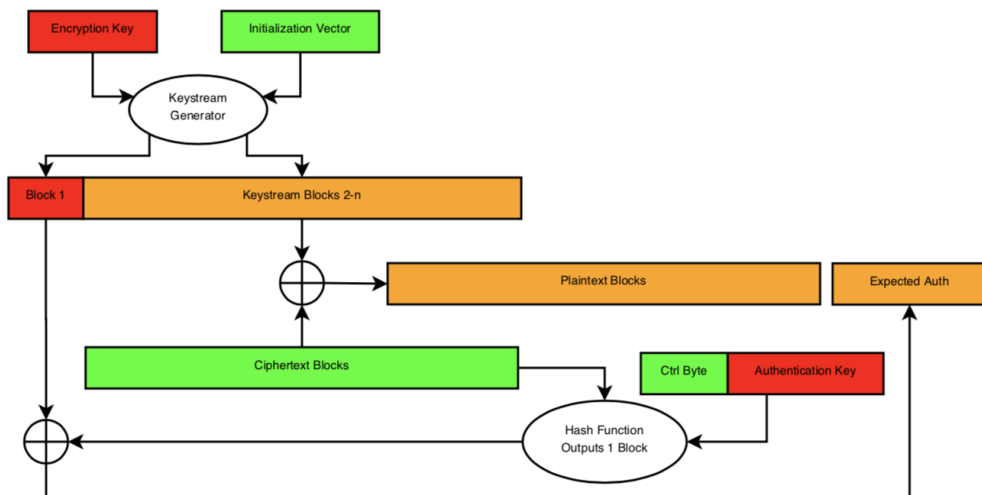 Encryption Key
Initialization Vector
Keystream
Generator
Block 1
Keystream Blocks 2-n
Plaintext Blocks
Expected Auth
Ciphertext Blocks
Ctrl Byte
Authentication Key
Hash Function
Outputs 1 Block